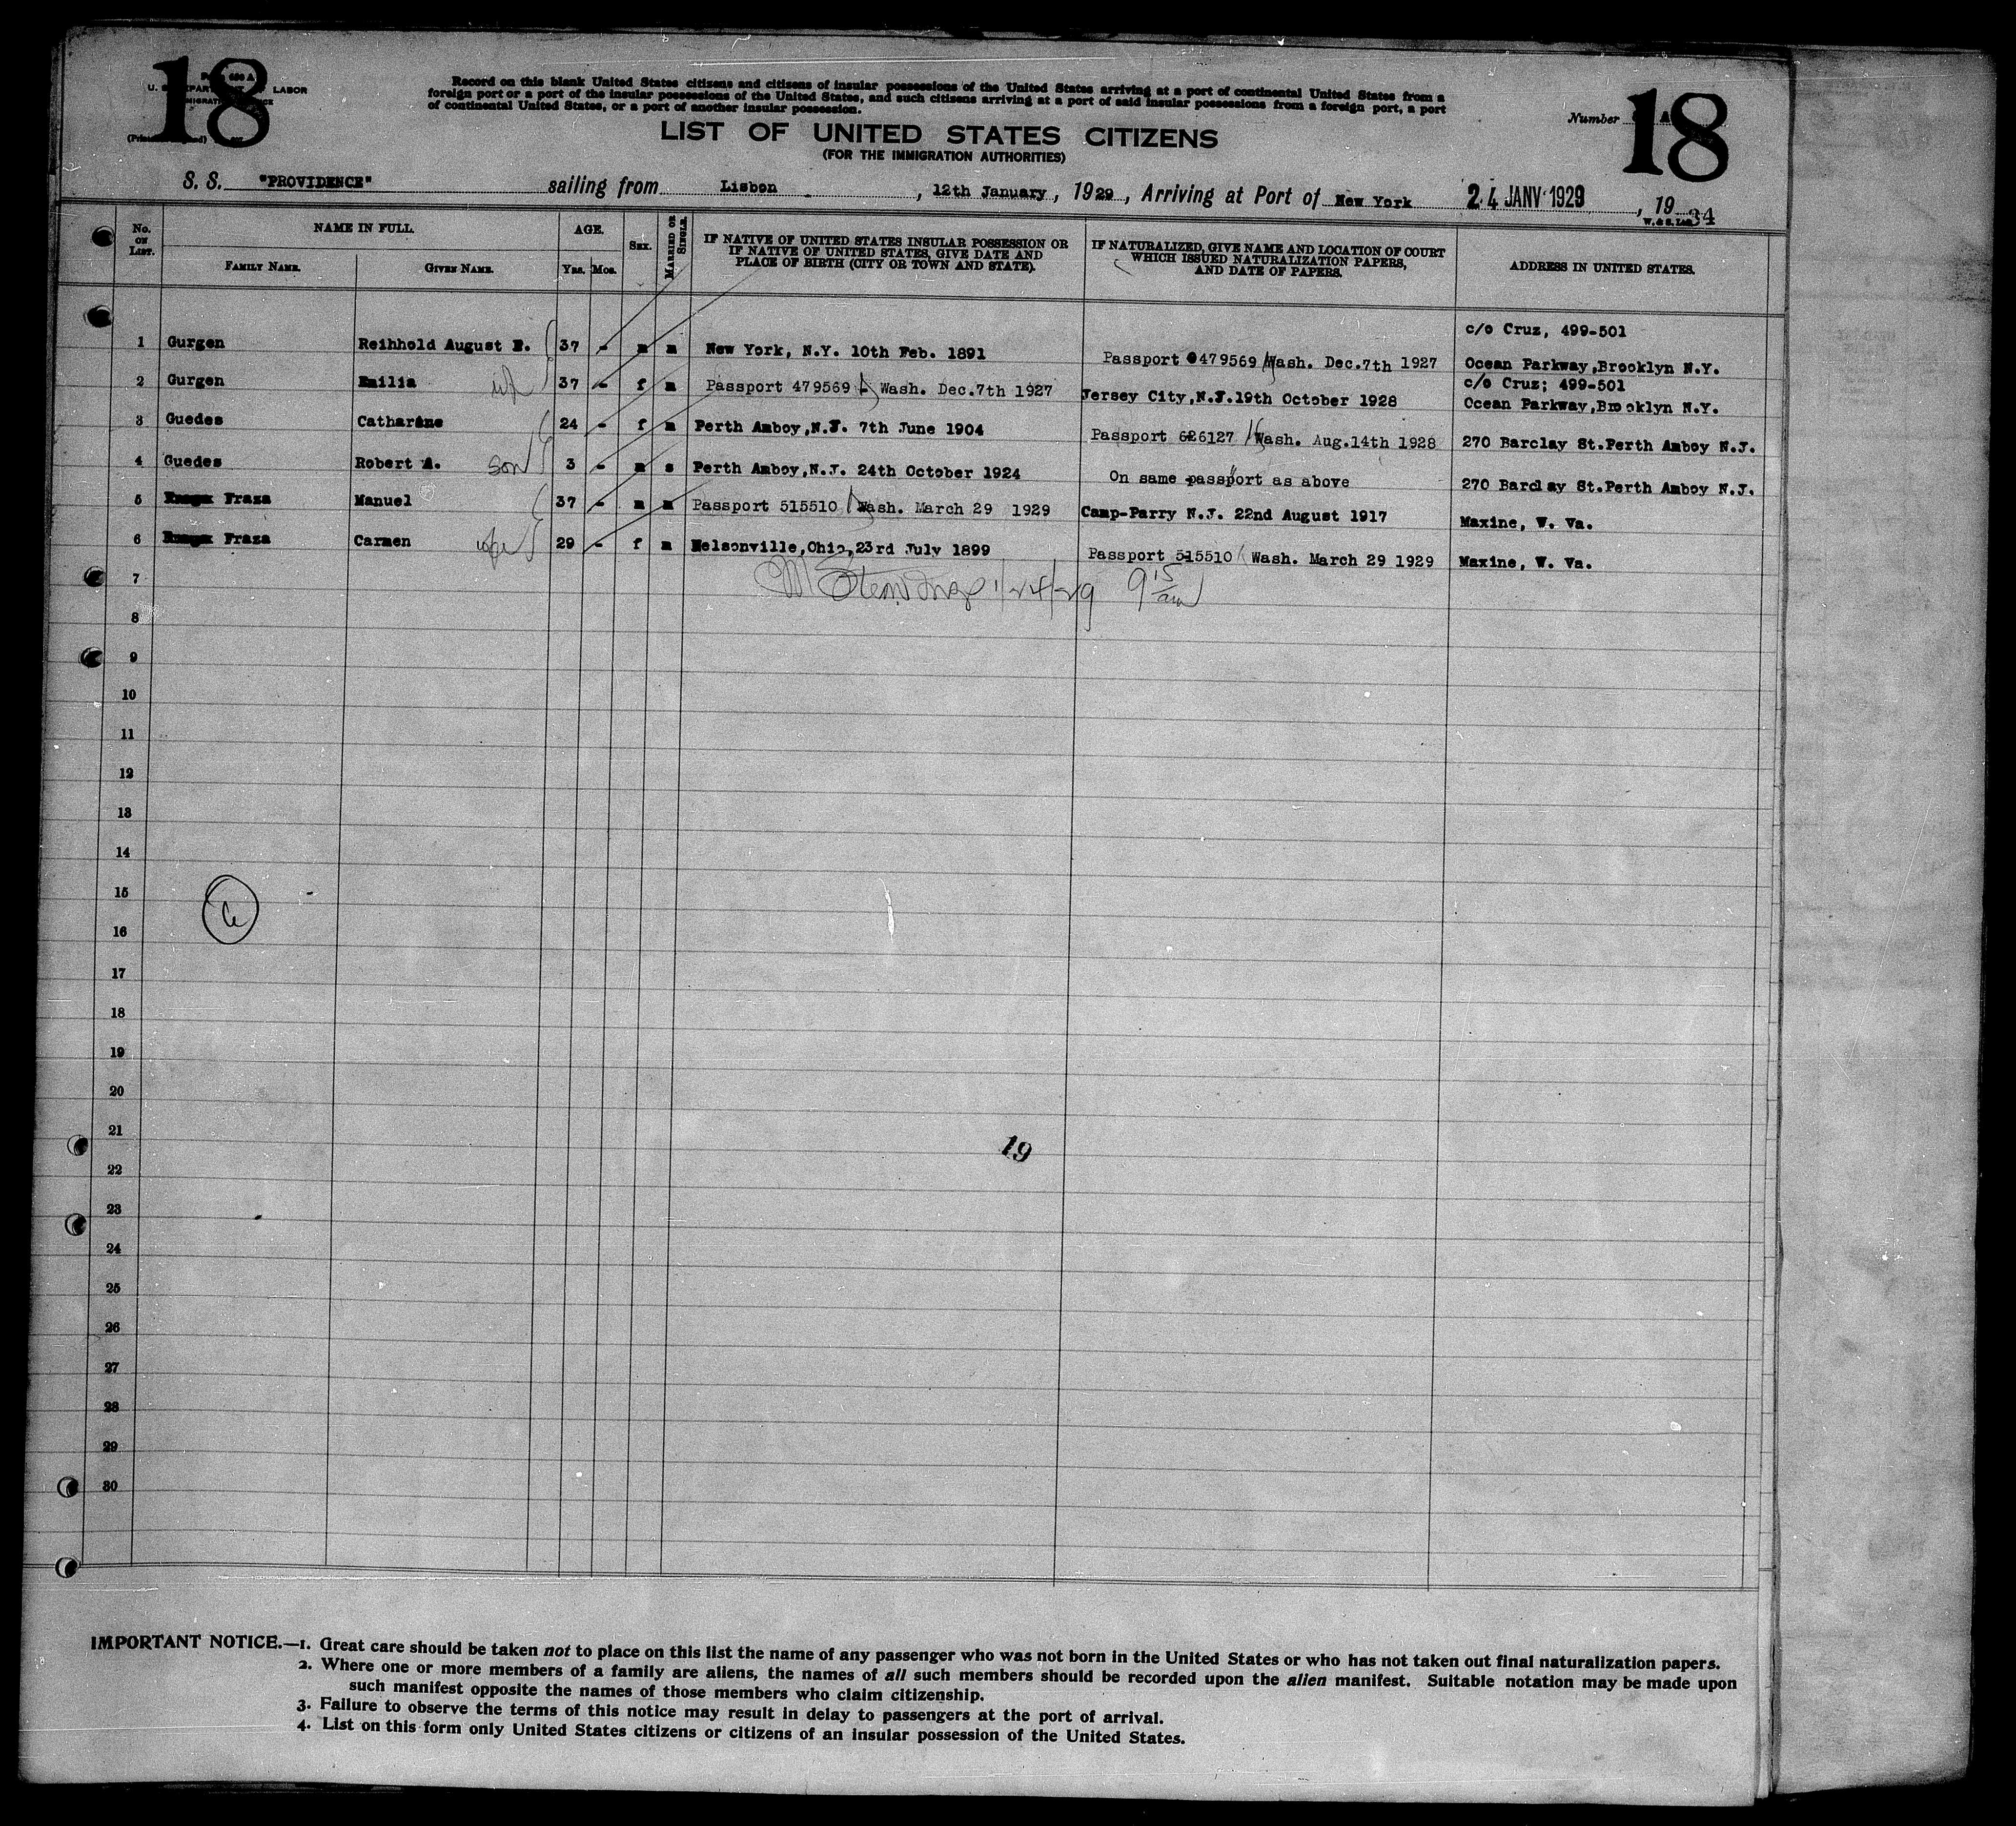 18
U. S. DEPARTMENT LABOR
Record on this blank United States citizens and citizens of insular possessions of the United States arriving at a port of continental United States from a
foreign port or a port of the insular possessions of the United States, and such citizens arriving at a port of said insular possessions from a foreign port, a port
of continental United States, or a port of another insular possession.
Number 18
LIST OF UNITED STATES CITIZENS
(FOR THE IMMIGRATION AUTHORITIES)
S. S. "PROVIDENCE" sailing from Lisbon, 12th January, 1929, Arriving at Port of New York 24 JANV 1929, 19
34
No. on List. NAME IN FULL. AGE. Sex. Married or Single. IF NATIVE OF UNITED STATES INSULAR POSSESSION OR IF NATIVE OF UNITED STATES, GIVE DATE AND PLACE OF BIRTH (CITY OR TOWN AND STATE). IF NATURALIZED, GIVE NAME AND LOCATION OF COURT WHICH ISSUED NATURALIZATION PAPERS, AND DATE OF PAPERS. ADDRESS IN UNITED STATES.
Family Name. Given Name. Yrs. Mos.
c/o Cruz, 499-501
1 Gurgen Reihhold August 37 - m m New York, N.Y. 10th Feb. 1891 Passport 479569 Wash. Dec.7th 1927 Ocean Parkway,Brooklyn N.Y.
c/o Cruz; 499-501
2 Gurgen Emilia wf 37 - f m Passport 479569 - Wash. Dec.7th 1927 Jersey City,N.J.19th October 1928 Ocean Parkway,Brooklyn N.Y.
3 Guedes Catharine 24 - f m Perth Amboy,N.J. 7th June 1904 Passport 626127 Wash. Aug.14th 1928 270 Barclay St.Perth Amboy N.J.
4 Guedes Robert A. son 3 - m s Perth Amboy,N.J. 24th October 1924 On same passport as above 270 Barclay St.Perth Amboy N.J.
5 Fraza Manuel 37 - m m Passport 515510 Wash. March 29 1929 Camp-Parry N.J. 22nd August 1917 Maxine, W. Va.
6 Fraza Carmen wife 29 - f m Nelsonville,Ohio,23rd July 1899 Passport 515510 Wash. March 29 1929 Maxine, W. Va.
7 1/24/29 9 15 am
8
9
10
11
12
13
14
15
16
17
18
19
20
21
19
22
23
24
25
26
27
28
29
30
IMPORTANT NOTICE.—1. Great care should be taken not to place on this list the name of any passenger who was not born in the United States or who has not taken out final naturalization papers.
2. Where one or more members of a family are aliens, the names of all such members should be recorded upon the alien manifest. Suitable notation may be made upon
such manifest opposite the names of those members who claim citizenship.
3. Failure to observe the terms of this notice may result in delay to passengers at the port of arrival.
4. List on this form only United States citizens or citizens of an insular possession of the United States.